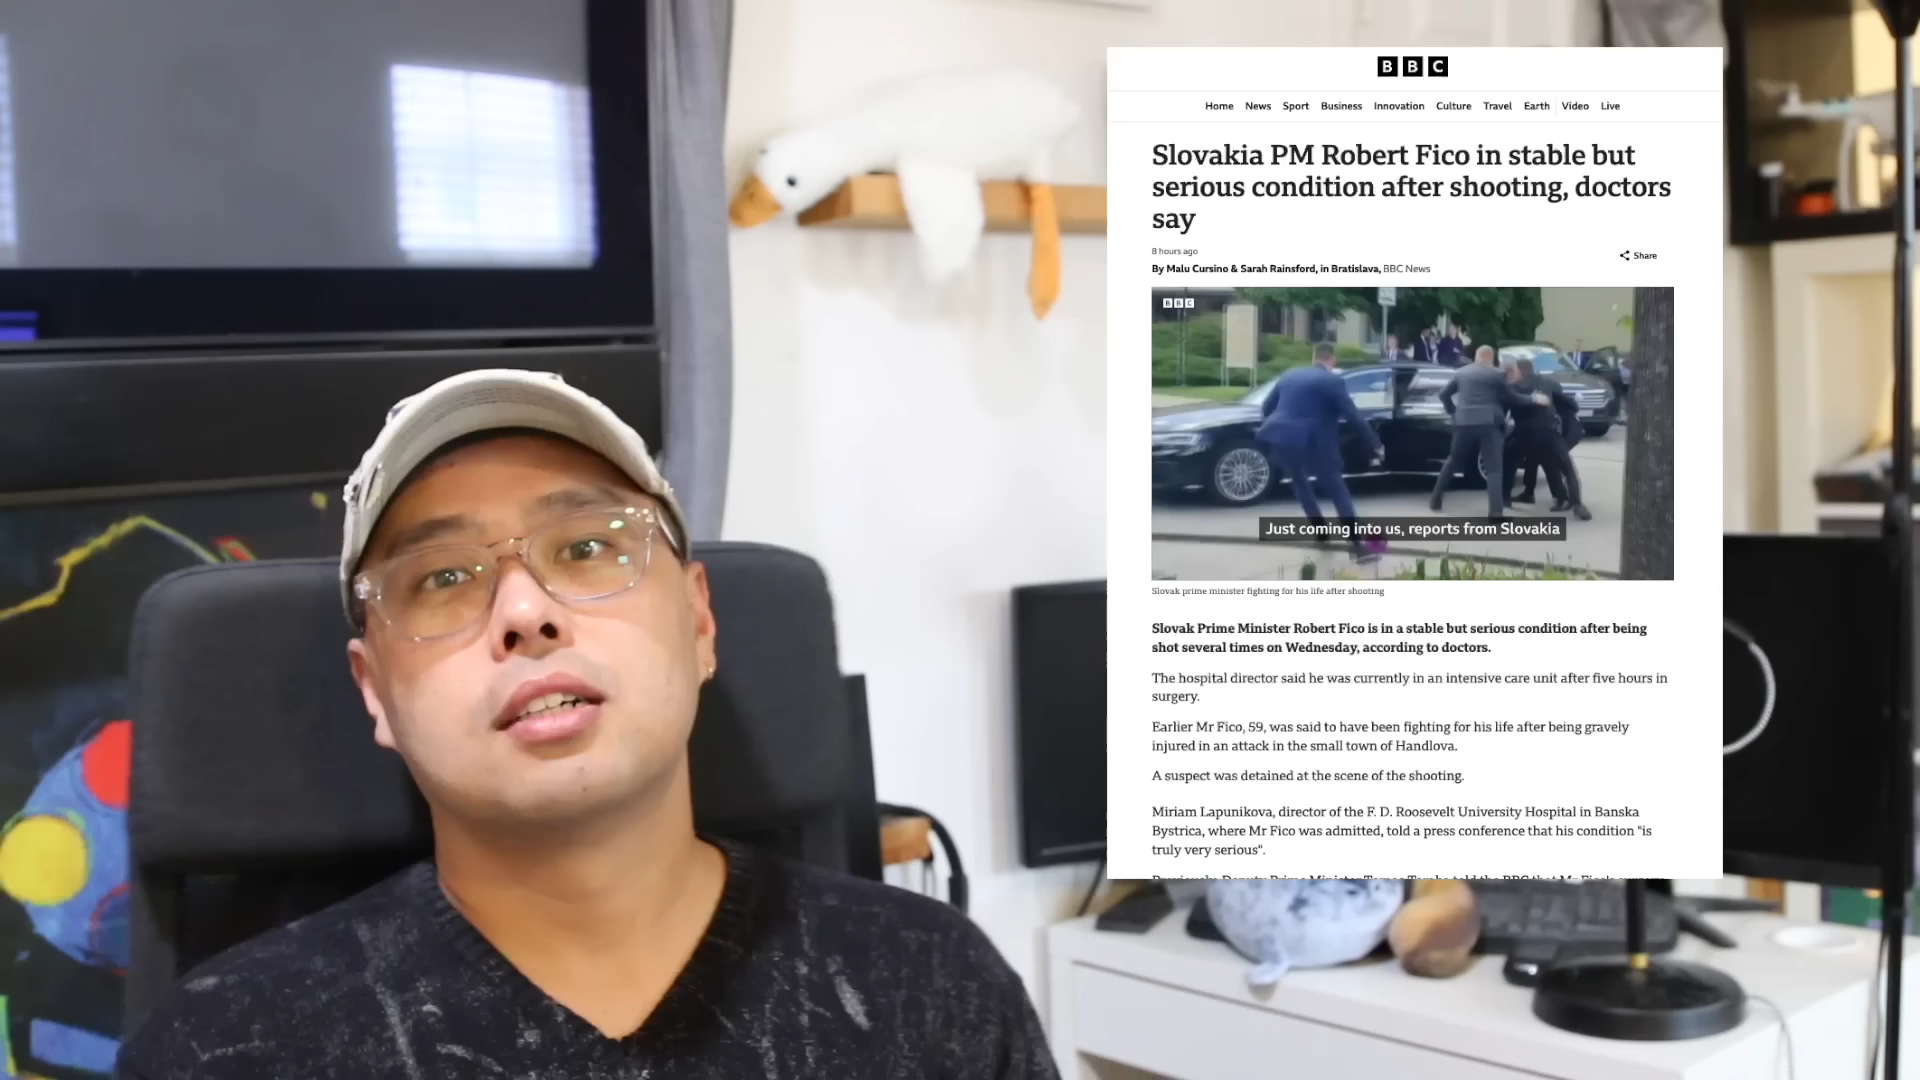 BBC
Home News Sport Business Innovation Culture Travel Earth Video Live
Slovakia PM Robert Fico in stable but
serious condition after shooting, doctors
say
8 hours ago
Share
By Malu Cursino & Sarah Rainsford, in Bratislava, BBC News
BBC
Just coming into us, reports from Slovakia
Slovak prime minister fighting for his life after shooting
Slovak Prime Minister Robert Fico is in a stable but serious condition after being
shot several times on Wednesday, according to doctors.
The hospital director said he was currently in an intensive care unit after five hours in
surgery.
Earlier Mr Fico, 59, was said to have been fighting for his life after being gravely
injured in an attack in the small town of Handlova.
A suspect was detained at the scene of the shooting.
Miriam Lapunikova, director of the F. D. Roosevelt University Hospital in Banska
Bystrica, where Mr Fico was admitted, told a press conference that his condition "is
truly very serious".